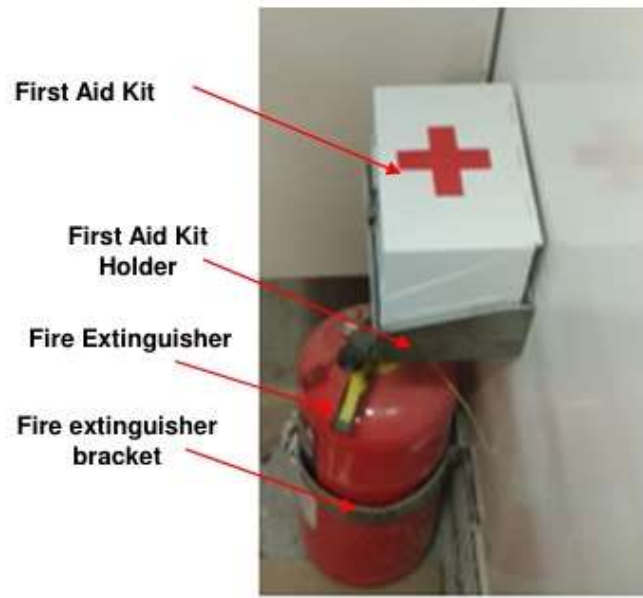 First Aid Kit
First Aid Kit
Holder
Fire Extinguisher
Fire extinguisher
bracket